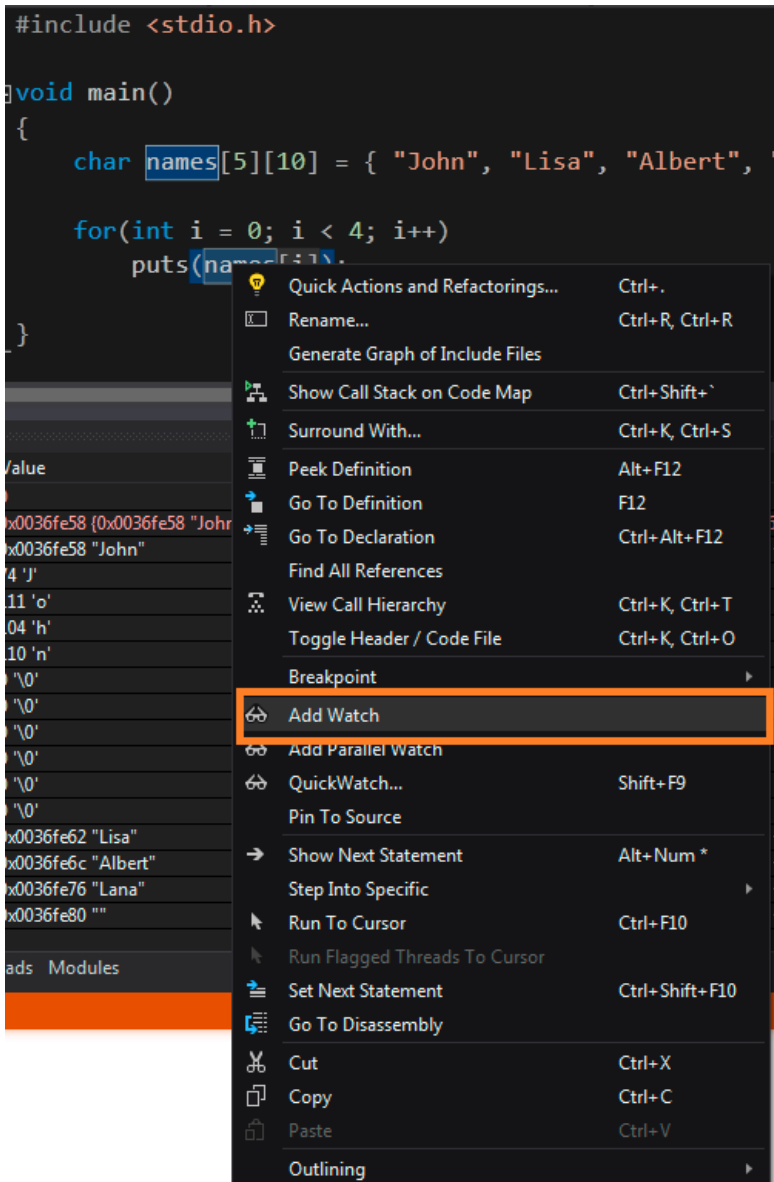 #include <stdio.h>
void main()
{
char names[5][10] = { "John", "Lisa", "Albert",
for(int i = 0; i < 4; i++)
puts(names[i]);
}
Quick Actions and Refactorings... Ctrl+.
Rename... Ctrl+R, Ctrl+R
Generate Graph of Include Files
Show Call Stack on Code Map Ctrl+Shift+`
Surround With... Ctrl+K, Ctrl+S
Peek Definition Alt+F12
Go To Definition F12
Go To Declaration Ctrl+Alt+F12
Find All References
View Call Hierarchy Ctrl+K, Ctrl+T
Toggle Header / Code File Ctrl+K, Ctrl+O
Breakpoint
Add Watch
Add Parallel Watch
QuickWatch... Shift+F9
Pin To Source
Show Next Statement Alt+Num *
Step Into Specific
Run To Cursor Ctrl+F10
Run Flagged Threads To Cursor
Set Next Statement Ctrl+Shift+F10
Go To Disassembly
Cut Ctrl+X
Copy Ctrl+C
Paste Ctrl+V
Outlining
Value
0x0036fe58 {0x0036fe58 "John
0x0036fe58 "John"
74 'J'
111 'o'
104 'h'
110 'n'
0 '\0'
0 '\0'
0 '\0'
0 '\0'
0 '\0'
0 '\0'
0x0036fe62 "Lisa"
0x0036fe6c "Albert"
0x0036fe76 "Lana"
0x0036fe80 ""
ads Modules